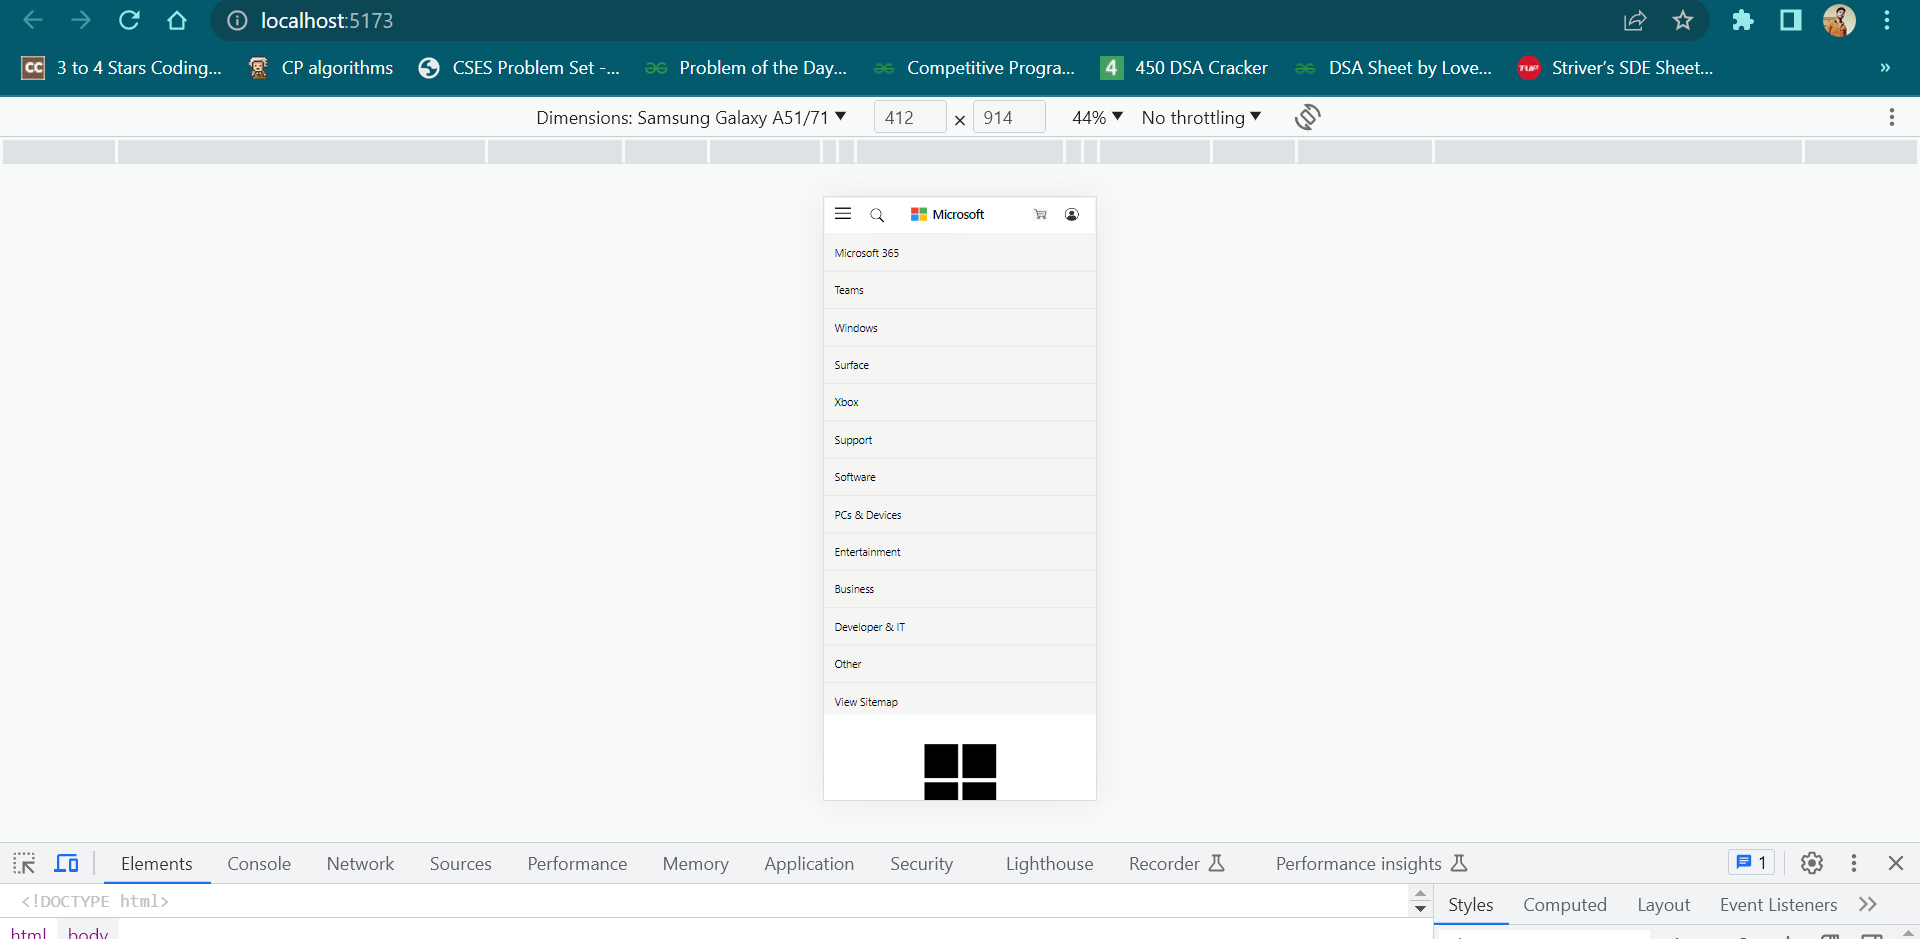 localhost:5173
CC 3 to 4 Stars Coding... CP algorithms CSES Problem Set -... Problem of the Day... Competitive Progra... 4 450 DSA Cracker DSA Sheet by Love... TUF Striver's SDE Sheet... »
Dimensions: Samsung Galaxy A51/71 412 × 914 44% No throttling
Microsoft
Microsoft 365
Teams
Windows
Surface
Xbox
Support
Software
PCs & Devices
Entertainment
Business
Developer & IT
Other
View Sitemap
Elements Console Network Sources Performance Memory Application Security Lighthouse Recorder Performance insights 1
<!DOCTYPE html>
Styles Computed Layout Event Listeners
html body